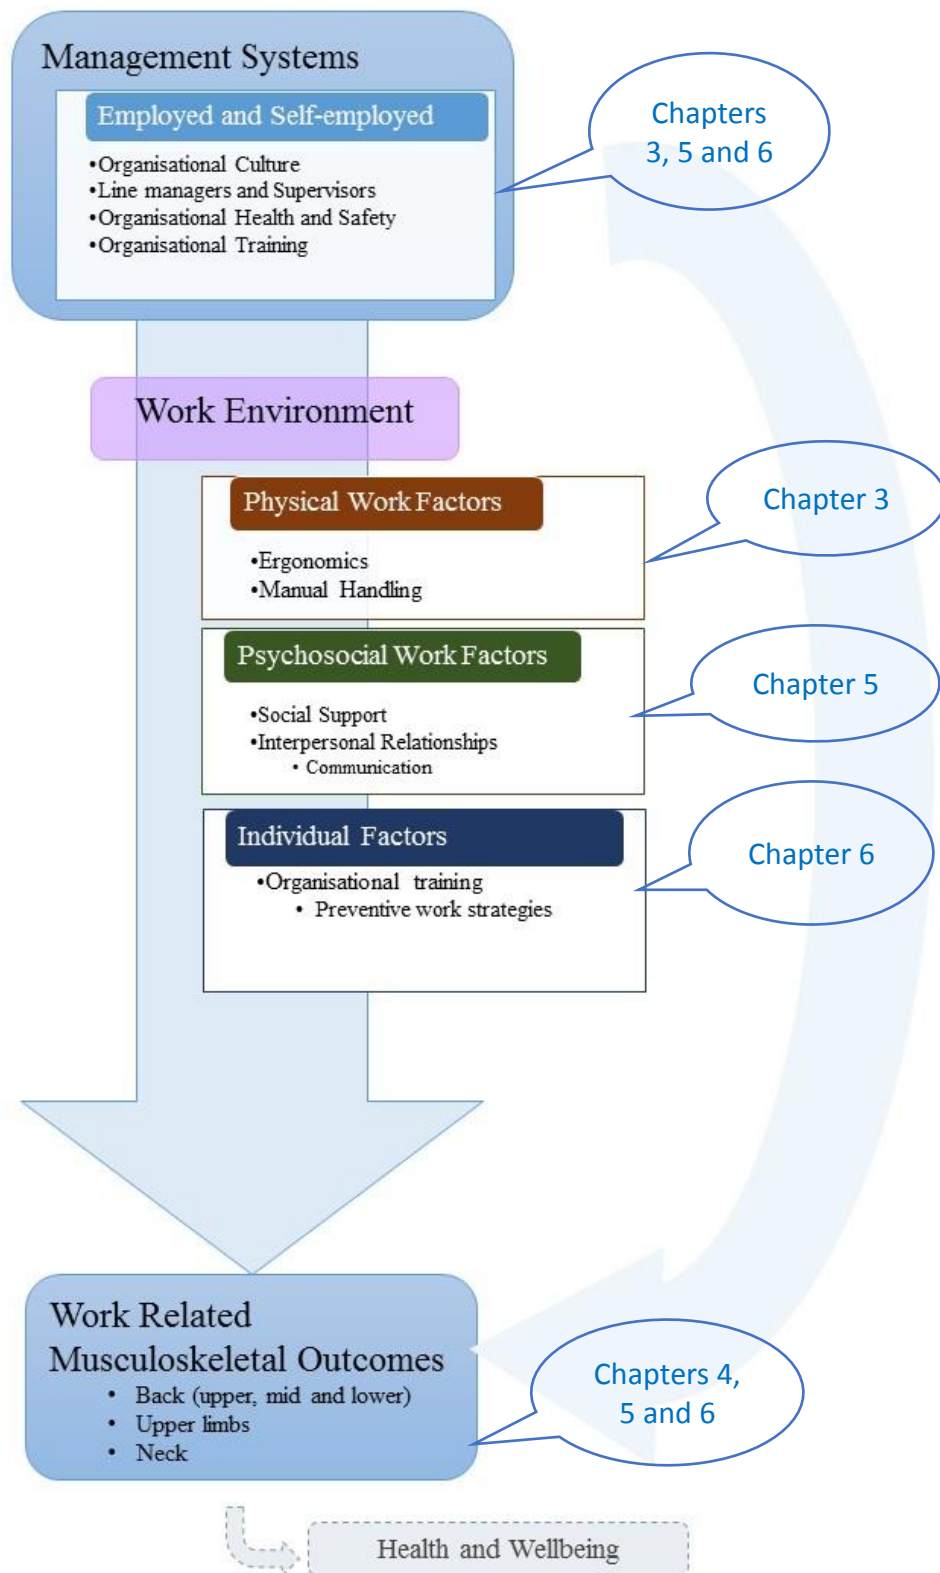 Management Systems
Employed and Self-employed
•Organisational Culture
•Line managers and Supervisors
•Organisational Health and Safety
•Organisational Training
Chapters
3, 5 and 6
Work Environment
Physical Work Factors
•Ergonomics
•Manual Handling
Chapter 3
Psychosocial Work Factors
•Social Support
•Interpersonal Relationships
• Communication
Chapter 5
Individual Factors
•Organisational training
• Preventive work strategies
Chapter 6
Work Related
Musculoskeletal Outcomes
• Back (upper, mid and lower)
• Upper limbs
• Neck
Chapters 4,
5 and 6
Health and Wellbeing